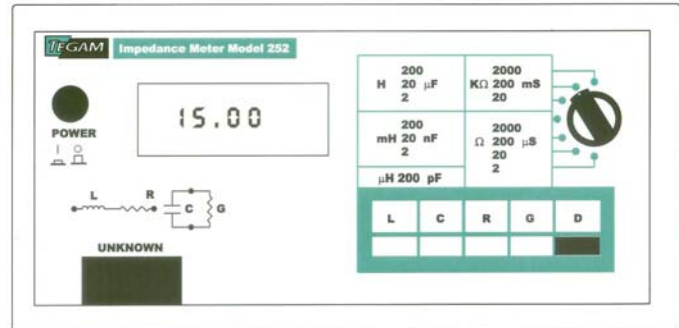 TEGAM Impedance Meter Model 252
15.00
POWER
I O
L R C G
UNKNOWN
200
H 20 μF
2
2000
KΩ 200 mS
20
200
mH 20 nF
2
2000
Ω 200 μS
20
2
μH 200 pF
L C R G D